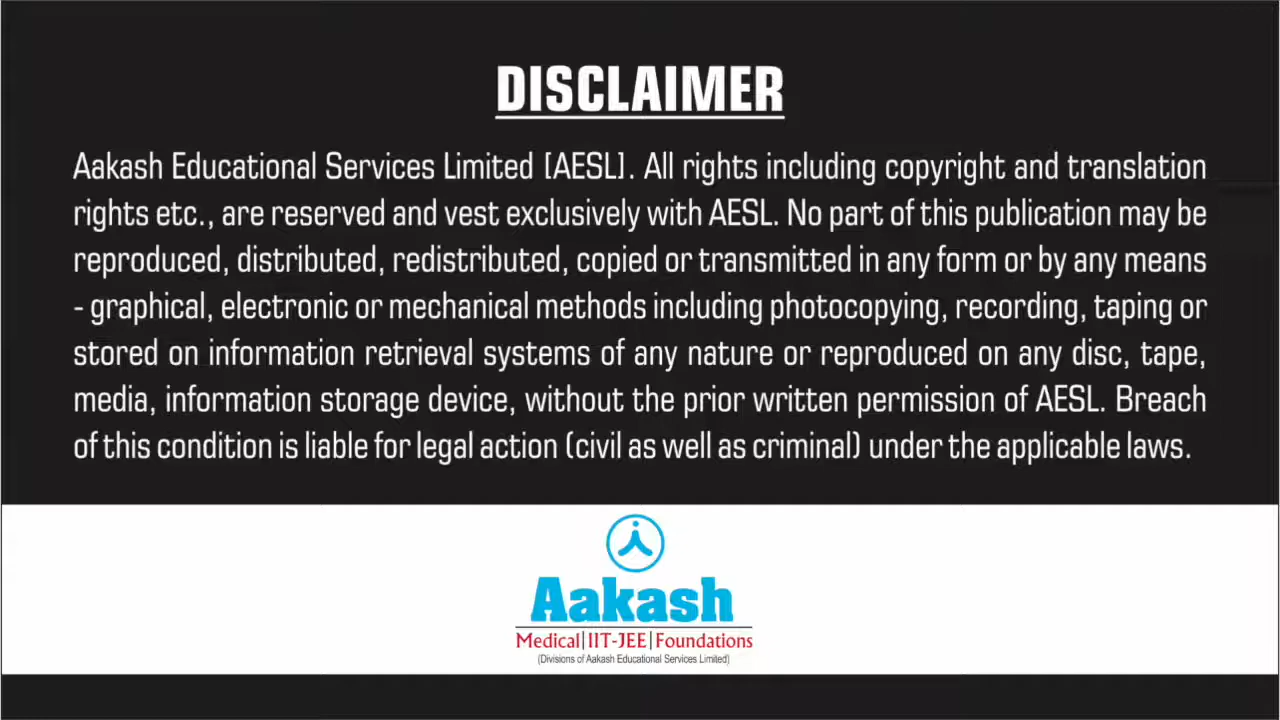 DISCLAIMER
Aakash Educational Services Limited [AESL]. All rights including copyright and translation
rights etc., are reserved and vest exclusively with AESL. No part of this publication may be
reproduced, distributed, redistributed, copied or transmitted in any form or by any means
- graphical, electronic or mechanical methods including photocopying, recording, taping or
stored on information retrieval systems of any nature or reproduced on any disc, tape,
media, information storage device, without the prior written permission of AESL. Breach
of this condition is liable for legal action (civil as well as criminal) under the applicable laws.
Aakash
Medical|IIT-JEE|Foundations
(Divisions of Aakash Educational Services Limited)